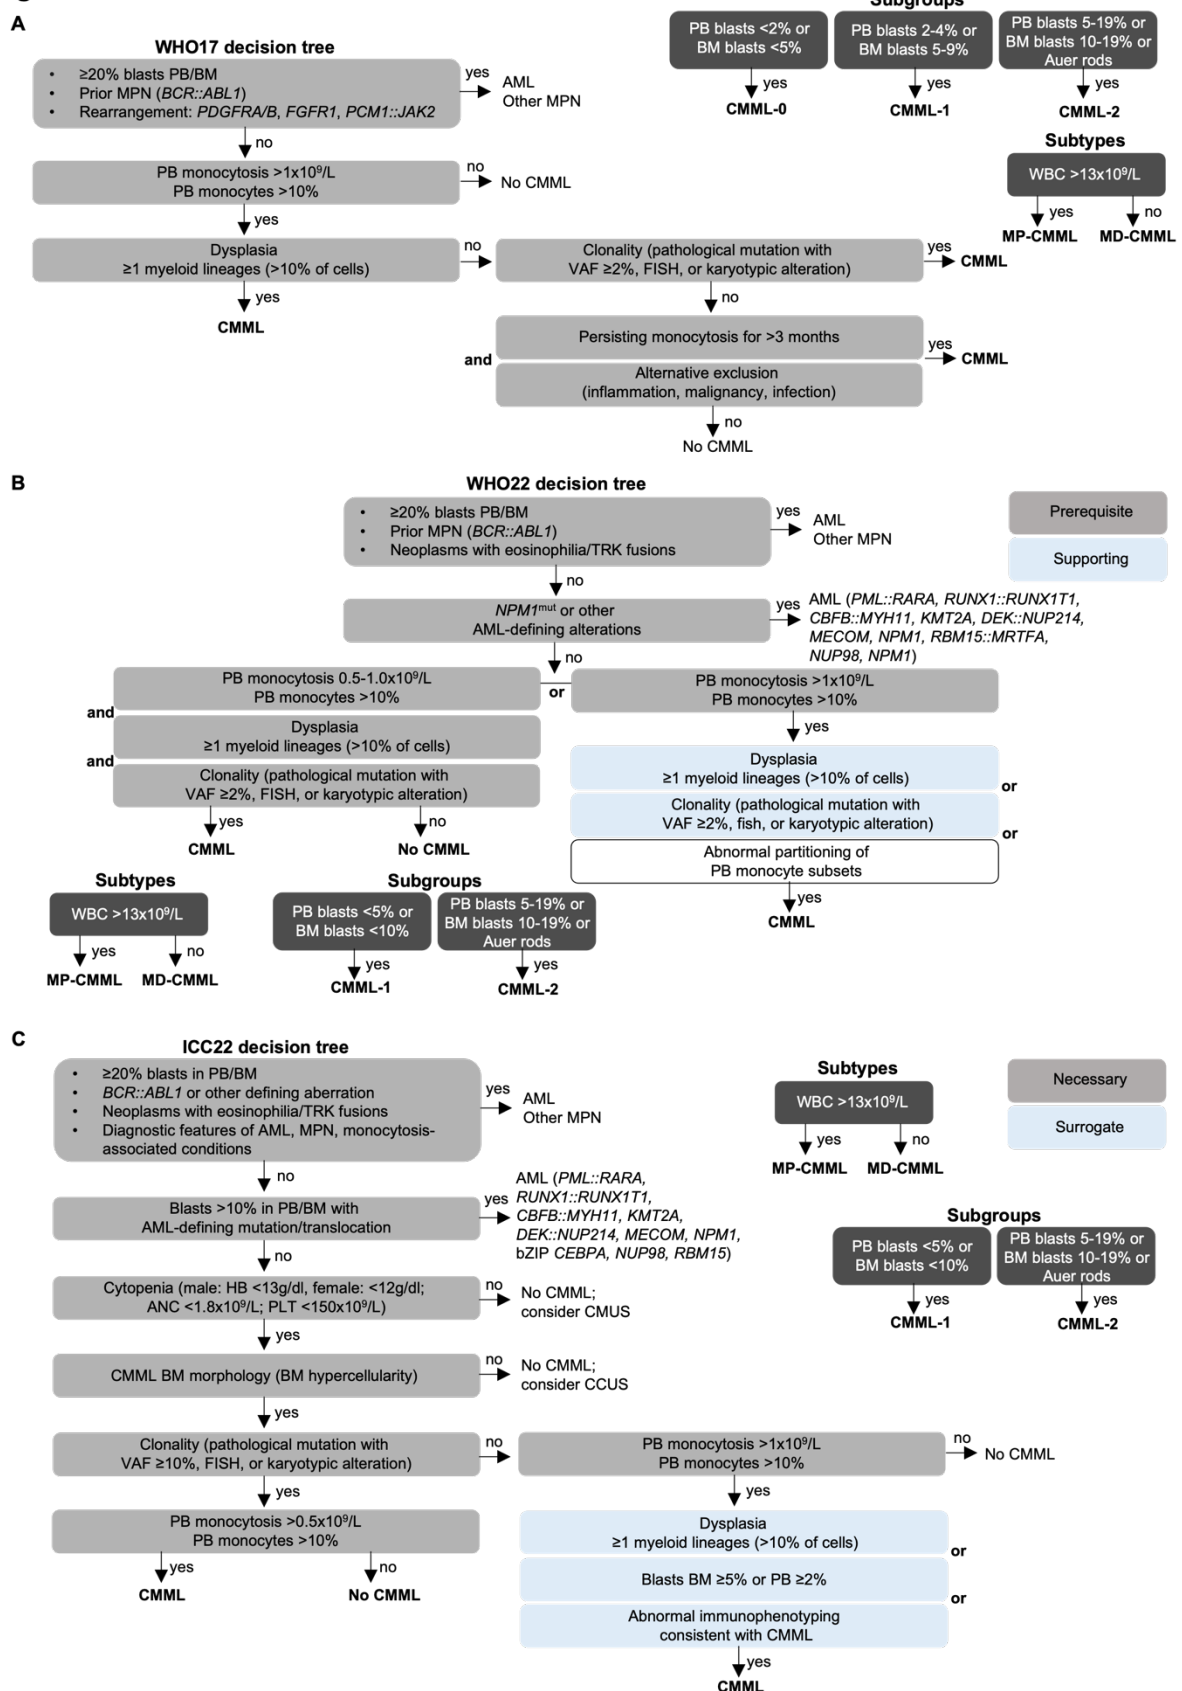 A
WHO17 decision tree
• ≥20% blasts PB/BM
• Prior MPN (BCR::ABL1)
• Rearrangement: PDGFRA/B, FGFR1, PCM1::JAK2
yes
AML
Other MPN
no
PB monocytosis >1x10⁹/L
PB monocytes >10%
no
No CMML
yes
Dysplasia
≥1 myeloid lineages (>10% of cells)
no
yes
CMML
Clonality (pathological mutation with
VAF ≥2%, FISH, or karyotypic alteration)
yes
CMML
no
Persisting monocytosis for >3 months
and
Alternative exclusion
(inflammation, malignancy, infection)
yes
CMML
no
No CMML
Subgroups
PB blasts <2% or
BM blasts <5%
yes
CMML-0
PB blasts 2-4% or
BM blasts 5-9%
yes
CMML-1
PB blasts 5-19% or
BM blasts 10-19% or
Auer rods
yes
CMML-2
Subtypes
WBC >13x10⁹/L
yes
no
MP-CMML
MD-CMML
B
WHO22 decision tree
• ≥20% blasts PB/BM
• Prior MPN (BCR::ABL1)
• Neoplasms with eosinophilia/TRK fusions
yes
AML
Other MPN
no
Prerequisite
Supporting
NPM1ᵐᵘᵗ or other
AML-defining alterations
yes
AML (PML::RARA, RUNX1::RUNX1T1,
CBFB::MYH11, KMT2A, DEK::NUP214,
MECOM, NPM1, RBM15::MRTFA,
NUP98, NPM1)
no
PB monocytosis 0.5-1.0x10⁹/L
PB monocytes >10%
and
Dysplasia
≥1 myeloid lineages (>10% of cells)
and
Clonality (pathological mutation with
VAF ≥2%, FISH, or karyotypic alteration)
yes
no
CMML
No CMML
or
PB monocytosis >1x10⁹/L
PB monocytes >10%
yes
Dysplasia
≥1 myeloid lineages (>10% of cells)
or
Clonality (pathological mutation with
VAF ≥2%, fish, or karyotypic alteration)
or
Abnormal partitioning of
PB monocyte subsets
yes
CMML
Subtypes
WBC >13x10⁹/L
yes
no
MP-CMML
MD-CMML
Subgroups
PB blasts <5% or
BM blasts <10%
yes
CMML-1
PB blasts 5-19% or
BM blasts 10-19% or
Auer rods
yes
CMML-2
C
ICC22 decision tree
• ≥20% blasts in PB/BM
• BCR::ABL1 or other defining aberration
• Neoplasms with eosinophilia/TRK fusions
• Diagnostic features of AML, MPN, monocytosis-
associated conditions
yes
AML
Other MPN
no
Blasts >10% in PB/BM with
AML-defining mutation/translocation
yes
AML (PML::RARA,
RUNX1::RUNX1T1,
CBFB::MYH11, KMT2A,
DEK::NUP214, MECOM, NPM1,
bZIP CEBPA, NUP98, RBM15)
no
Cytopenia (male: HB <13g/dl, female: <12g/dl;
ANC <1.8x10⁹/L; PLT <150x10⁹/L)
no
No CMML;
consider CMUS
yes
CMML BM morphology (BM hypercellularity)
no
No CMML;
consider CCUS
yes
Clonality (pathological mutation with
VAF ≥10%, FISH, or karyotypic alteration)
no
yes
PB monocytosis >0.5x10⁹/L
PB monocytes >10%
yes
no
CMML
No CMML
PB monocytosis >1x10⁹/L
PB monocytes >10%
no
No CMML
yes
Dysplasia
≥1 myeloid lineages (>10% of cells)
or
Blasts BM ≥5% or PB ≥2%
or
Abnormal immunophenotyping
consistent with CMML
yes
CMML
Subtypes
WBC >13x10⁹/L
yes
no
MP-CMML
MD-CMML
Necessary
Surrogate
Subgroups
PB blasts <5% or
BM blasts <10%
yes
CMML-1
PB blasts 5-19% or
BM blasts 10-19% or
Auer rods
yes
CMML-2